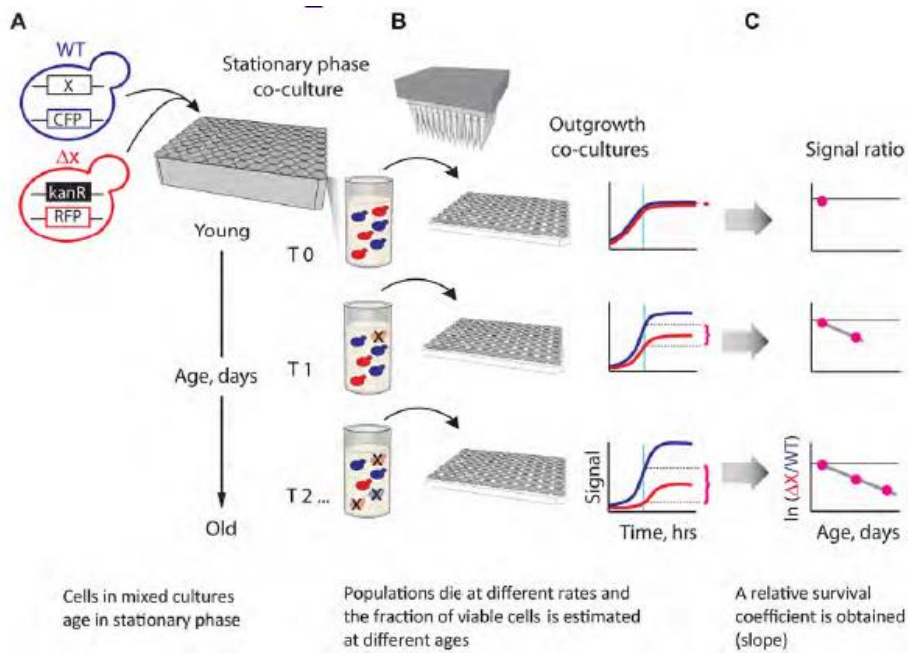 A
B
C
WT
X
CFP
ΔX
kanR
RFP
Stationary phase
co-culture
Outgrowth
co-cultures
Signal ratio
Young
T 0
Age, days
T 1
T 2 ...
Old
Signal
Time, hrs
ln (ΔX/WT)
Age, days
X
X
X
X
Cells in mixed cultures
age in stationary phase
Populations die at different rates and
the fraction of viable cells is estimated
at different ages
A relative survival
coefficient is obtained
(slope)